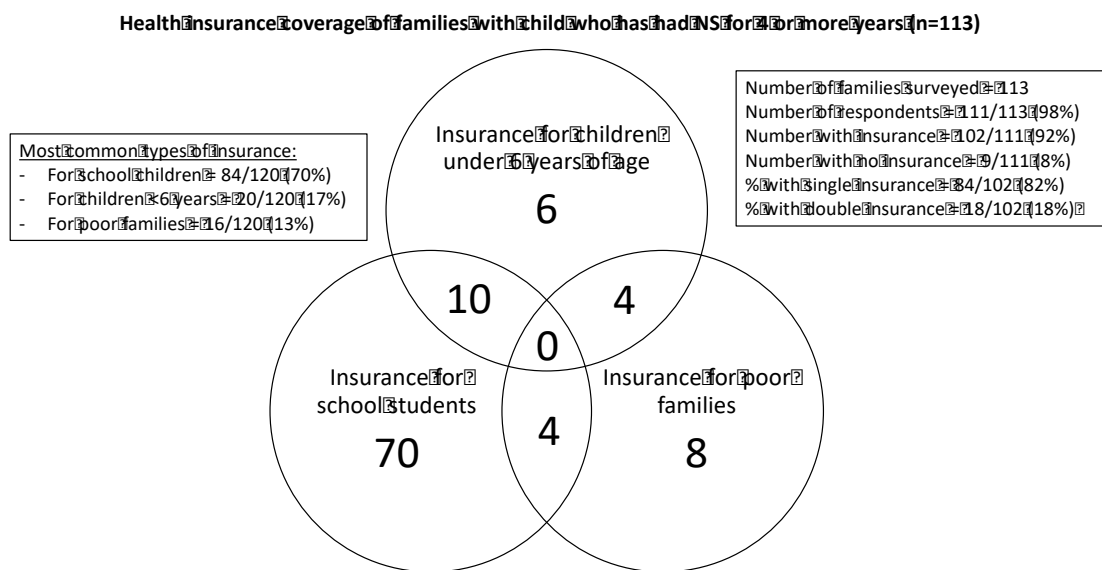 Health insurance coverage of families with child who has had NS for 4 or more years (n=113)
Number of families surveyed = 113
Number of respondents = 111/113 (98%)
Number with insurance = 102/111 (92%)
Number with no insurance = 9/111 (8%)
% with single insurance = 84/102 (82%)
% with double insurance = 18/102 (18%)
Most common types of insurance:
- For school children = 84/120 (70%)
- For children <6 years = 20/120 (17%)
- For poor families = 16/120 (13%)
Insurance for children
under 6 years of age
6
10
4
0
Insurance for
school students
70
4
Insurance for poor
families
8